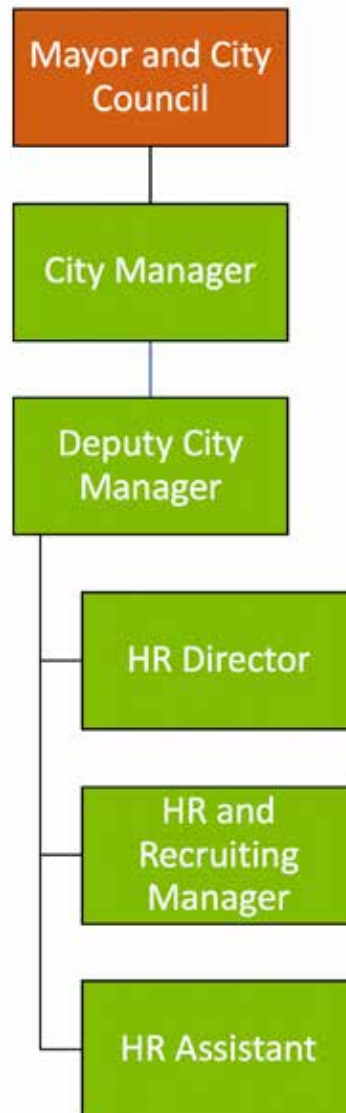 Mayor and City
Council
City Manager
Deputy City
Manager
HR Director
HR and
Recruiting
Manager
HR Assistant